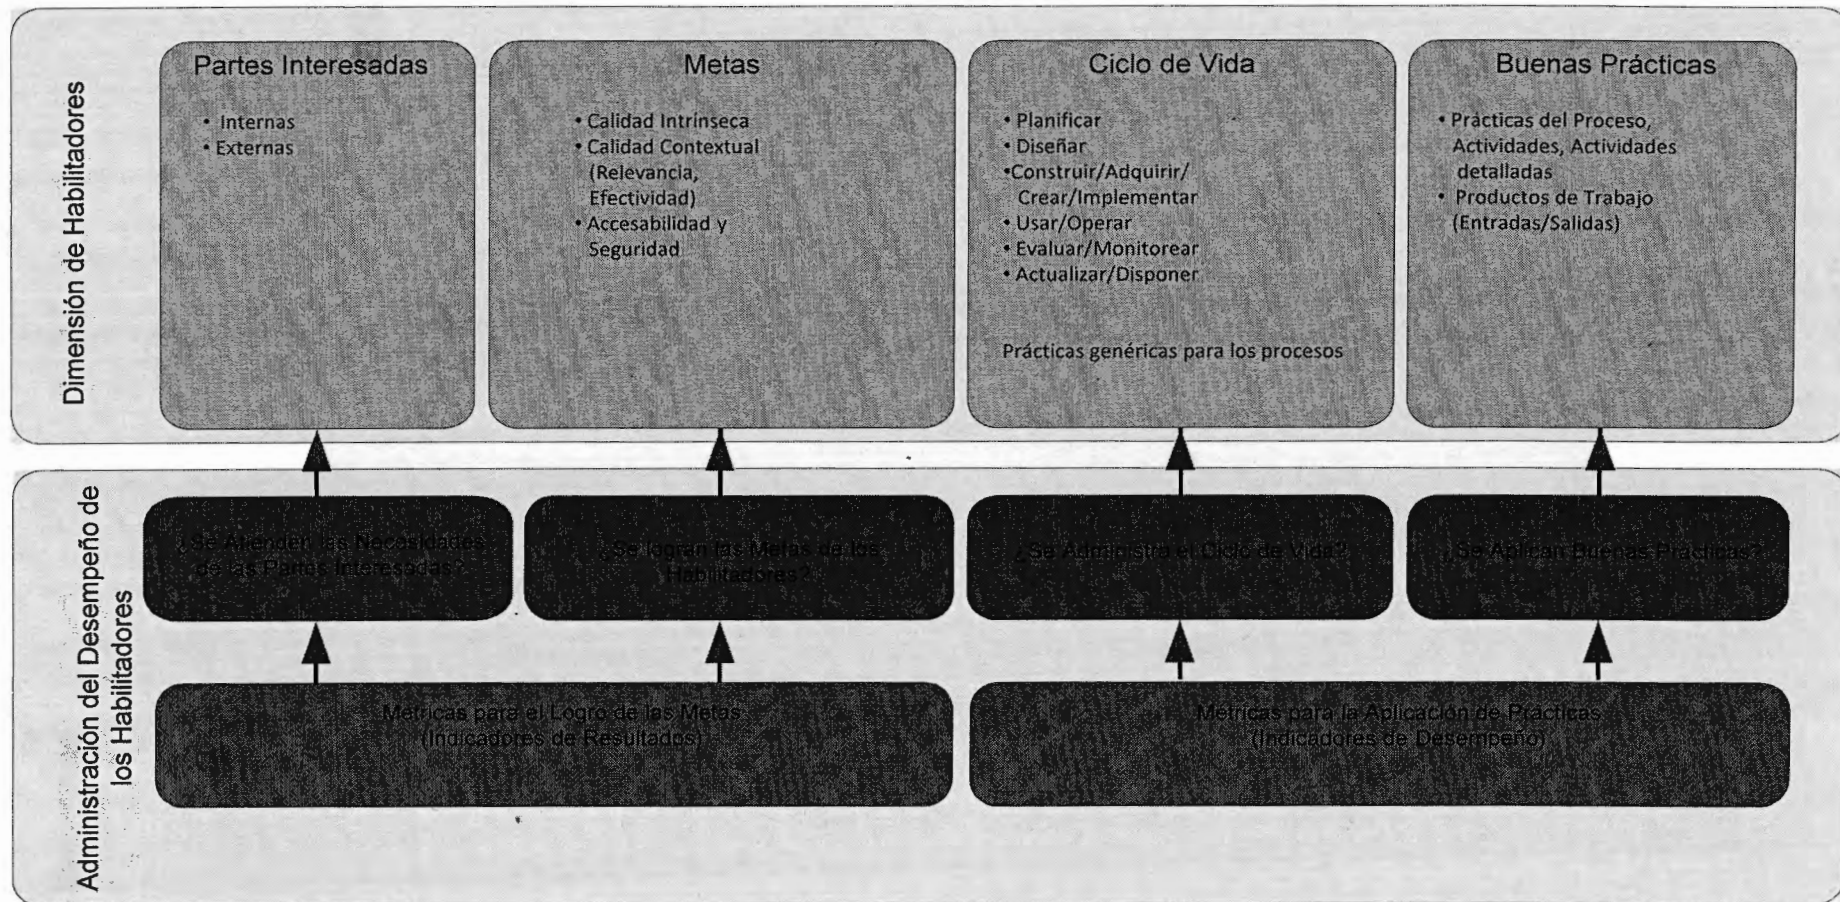 Dimensión de Habilitadores
Partes Interesadas
• Internas
• Externas
Metas
• Calidad Intrínseca
• Calidad Contextual
(Relevancia,
Efectividad)
• Accesabilidad y
Seguridad
Ciclo de Vida
• Planificar
• Diseñar
•Construir/Adquirir/
Crear/Implementar
• Usar/Operar
• Evaluar/Monitorear
• Actualizar/Disponer
Prácticas genéricas para los procesos
Buenas Prácticas
• Prácticas del Proceso,
Actividades, Actividades
detalladas
• Productos de Trabajo
(Entradas/Salidas)
Administración del Desempeño de
los Habilitadores
¿Se Atienden las Necesidades
de las Partes Interesadas?
¿Se logran las Metas de los
Habilitadores?
¿Se Administra el Ciclo de Vida?
¿Se Aplican Buenas Prácticas?
Métricas para el Logro de las Metas
(Indicadores de Resultados)
Métricas para la Aplicación de Prácticas
(Indicadores de Desempeño)